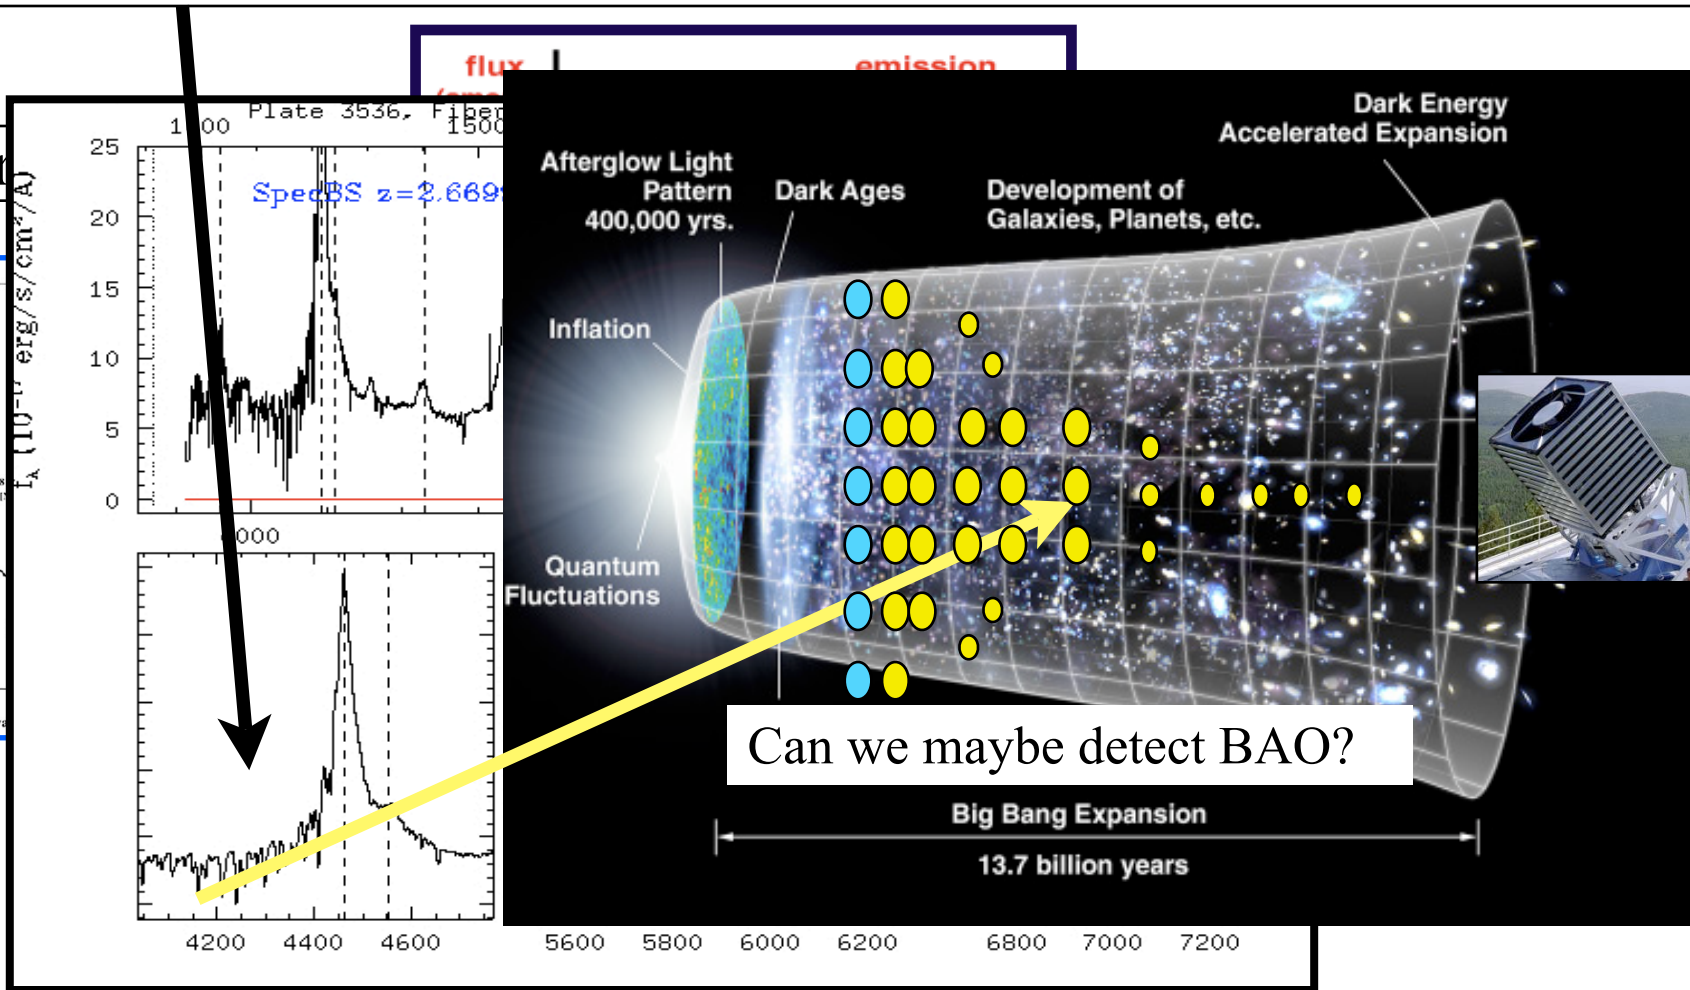 flux
emission
Plate 3536, Fiber
1500
25
20
15
10
5
0
SpecBS z=2.669
erg/s/cm²/A)
Afterglow Light
Pattern
400,000 yrs.
Dark Ages
Development of
Galaxies, Planets, etc.
Dark Energy
Accelerated Expansion
Inflation
Quantum
Fluctuations
Can we maybe detect BAO?
Big Bang Expansion
13.7 billion years
4200 4400 4600 5600 5800 6000 6200 6800 7000 7200